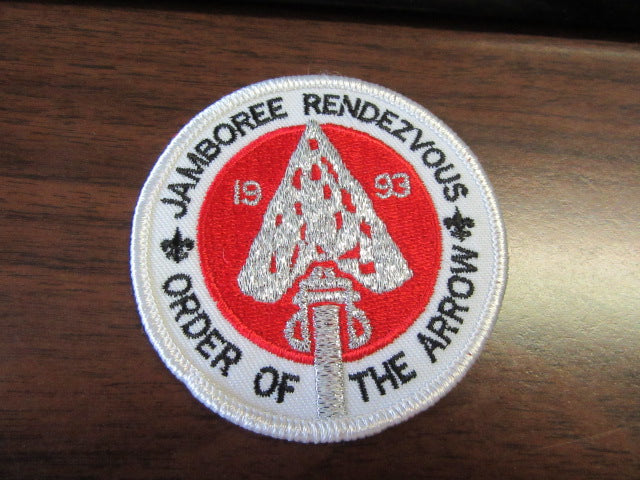 JAMBOREE RENDEZVOUS
19 93
ORDER OF THE ARROW